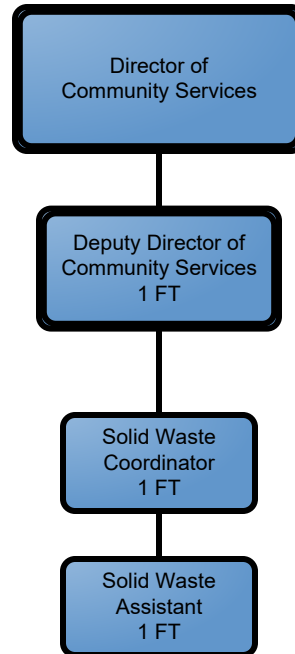 Director of
Community Services
Deputy Director of
Community Services
1 FT
Solid Waste
Coordinator
1 FT
Solid Waste
Assistant
1 FT